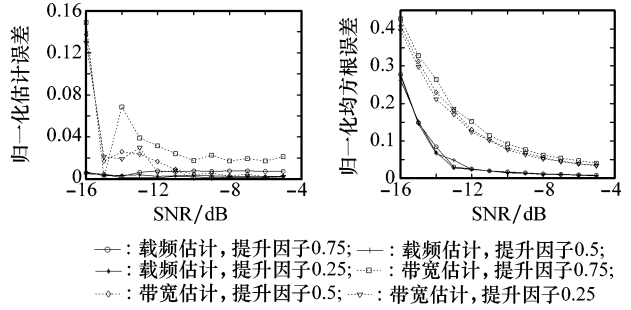 0.16
0.12
0.08
0.04
0
归一化估计误差
-16
-12
-8
-4
SNR/dB
0.4
0.3
0.2
0.1
0
归一化均方根误差
-16
-12
-8
-4
SNR/dB
: 载频估计,提升因子0.75;
: 载频估计,提升因子0.5;
: 载频估计,提升因子0.25;
: 带宽估计,提升因子0.75;
: 带宽估计,提升因子0.5;
: 带宽估计,提升因子0.25